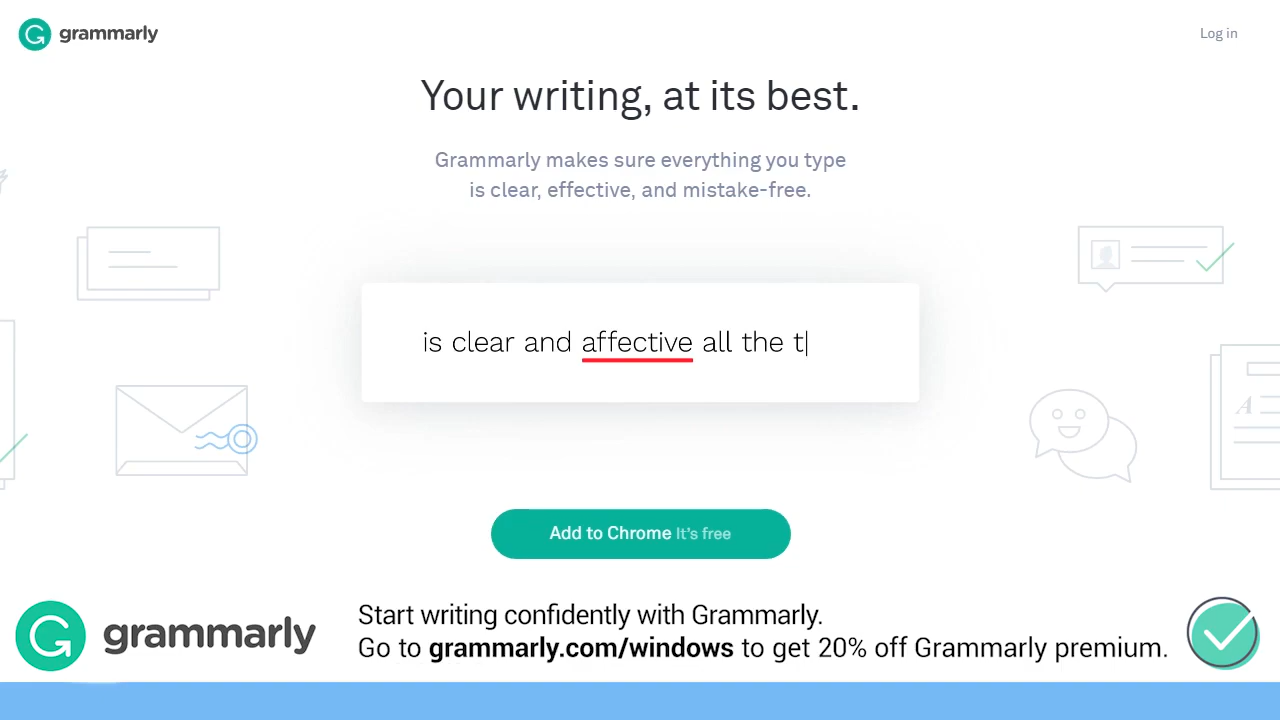 grammarly
Log in
Your writing, at its best.
Grammarly makes sure everything you type
is clear, effective, and mistake-free.
is clear and affective all the t
A
Add to Chrome It's free
grammarly
Start writing confidently with Grammarly.
Go to grammarly.com/windows to get 20% off Grammarly premium.